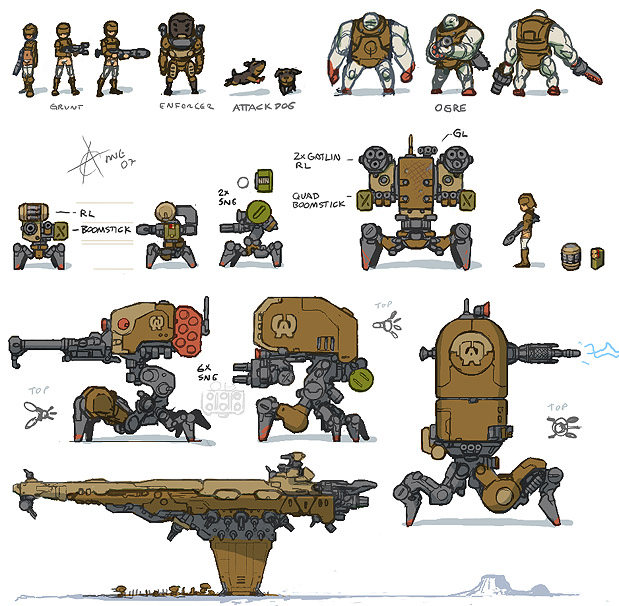 GRUNT
ENFORCER
ATTACK DOG
OGRE
GL
2X GATLIN
RL
QUAD
BOOMSTICK
2X
SNG
RL
BOOMSTICK
TOP
6X
SNG
TOP
TOP